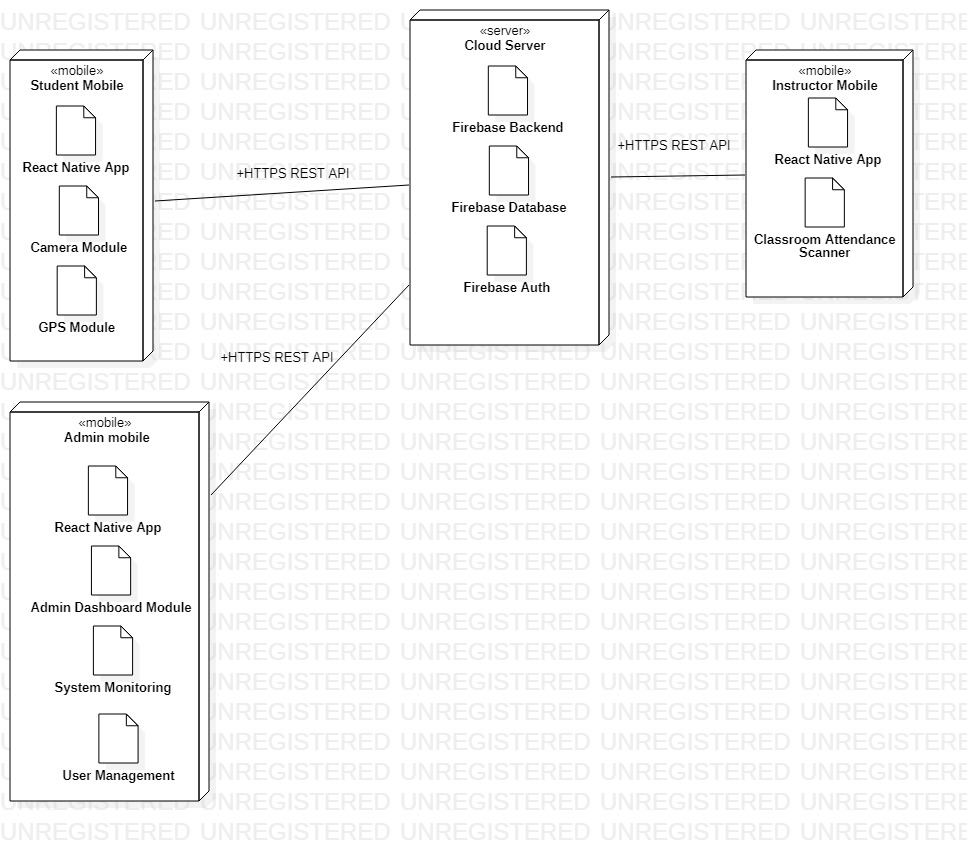 «mobile»
Student Mobile
React Native App
Camera Module
GPS Module
+HTTPS REST API
«server»
Cloud Server
Firebase Backend
Firebase Database
Firebase Auth
+HTTPS REST API
«mobile»
Instructor Mobile
React Native App
Classroom Attendance
Scanner
+HTTPS REST API
«mobile»
Admin mobile
React Native App
Admin Dashboard Module
System Monitoring
User Management
UNREGISTERED